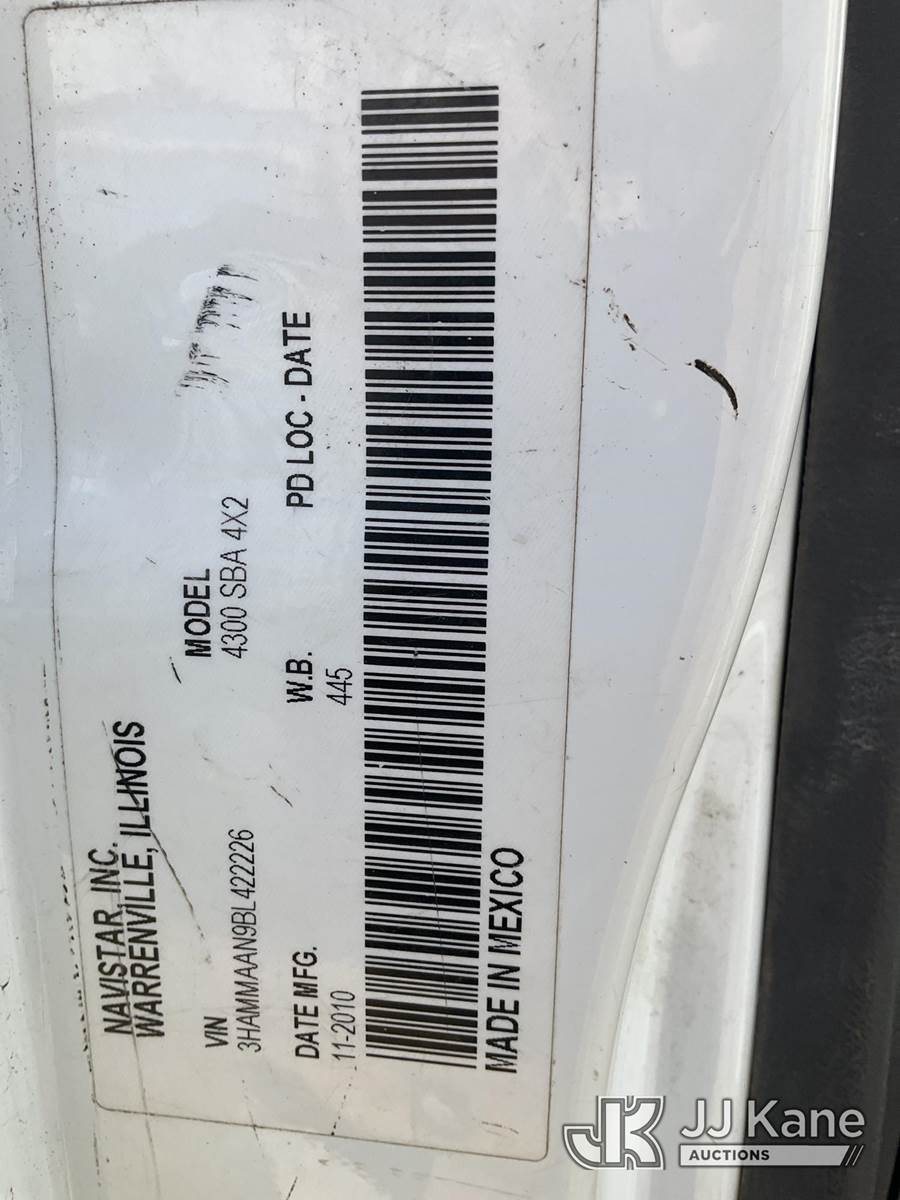 NAVISTAR, INC.
WARRENVILLE, ILLINOIS
VIN
3HAMMAAN9BL422226
MODEL
4300 SBA 4X2
DATE MFG.
11-2010
W.B.
445
PD LOC - DATE
MADE IN MEXICO
JK JJ Kane
AUCTIONS